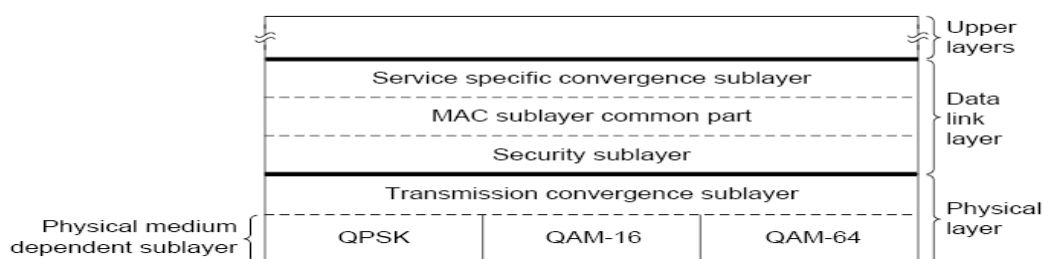 Upper
layers
Service specific convergence sublayer
MAC sublayer common part
Security sublayer
Data
link
layer
Transmission convergence sublayer
Physical medium
dependent sublayer
QPSK
QAM-16
QAM-64
Physical
layer